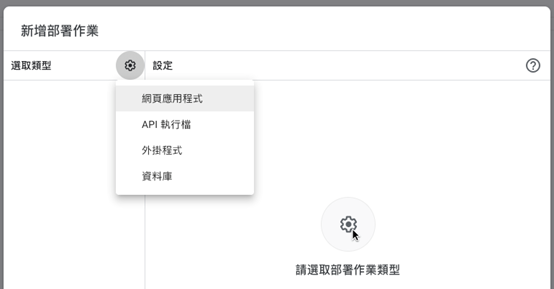 新增部署作業
選取類型
設定
網頁應用程式
API 執行檔
外掛程式
資料庫
請選取部署作業類型